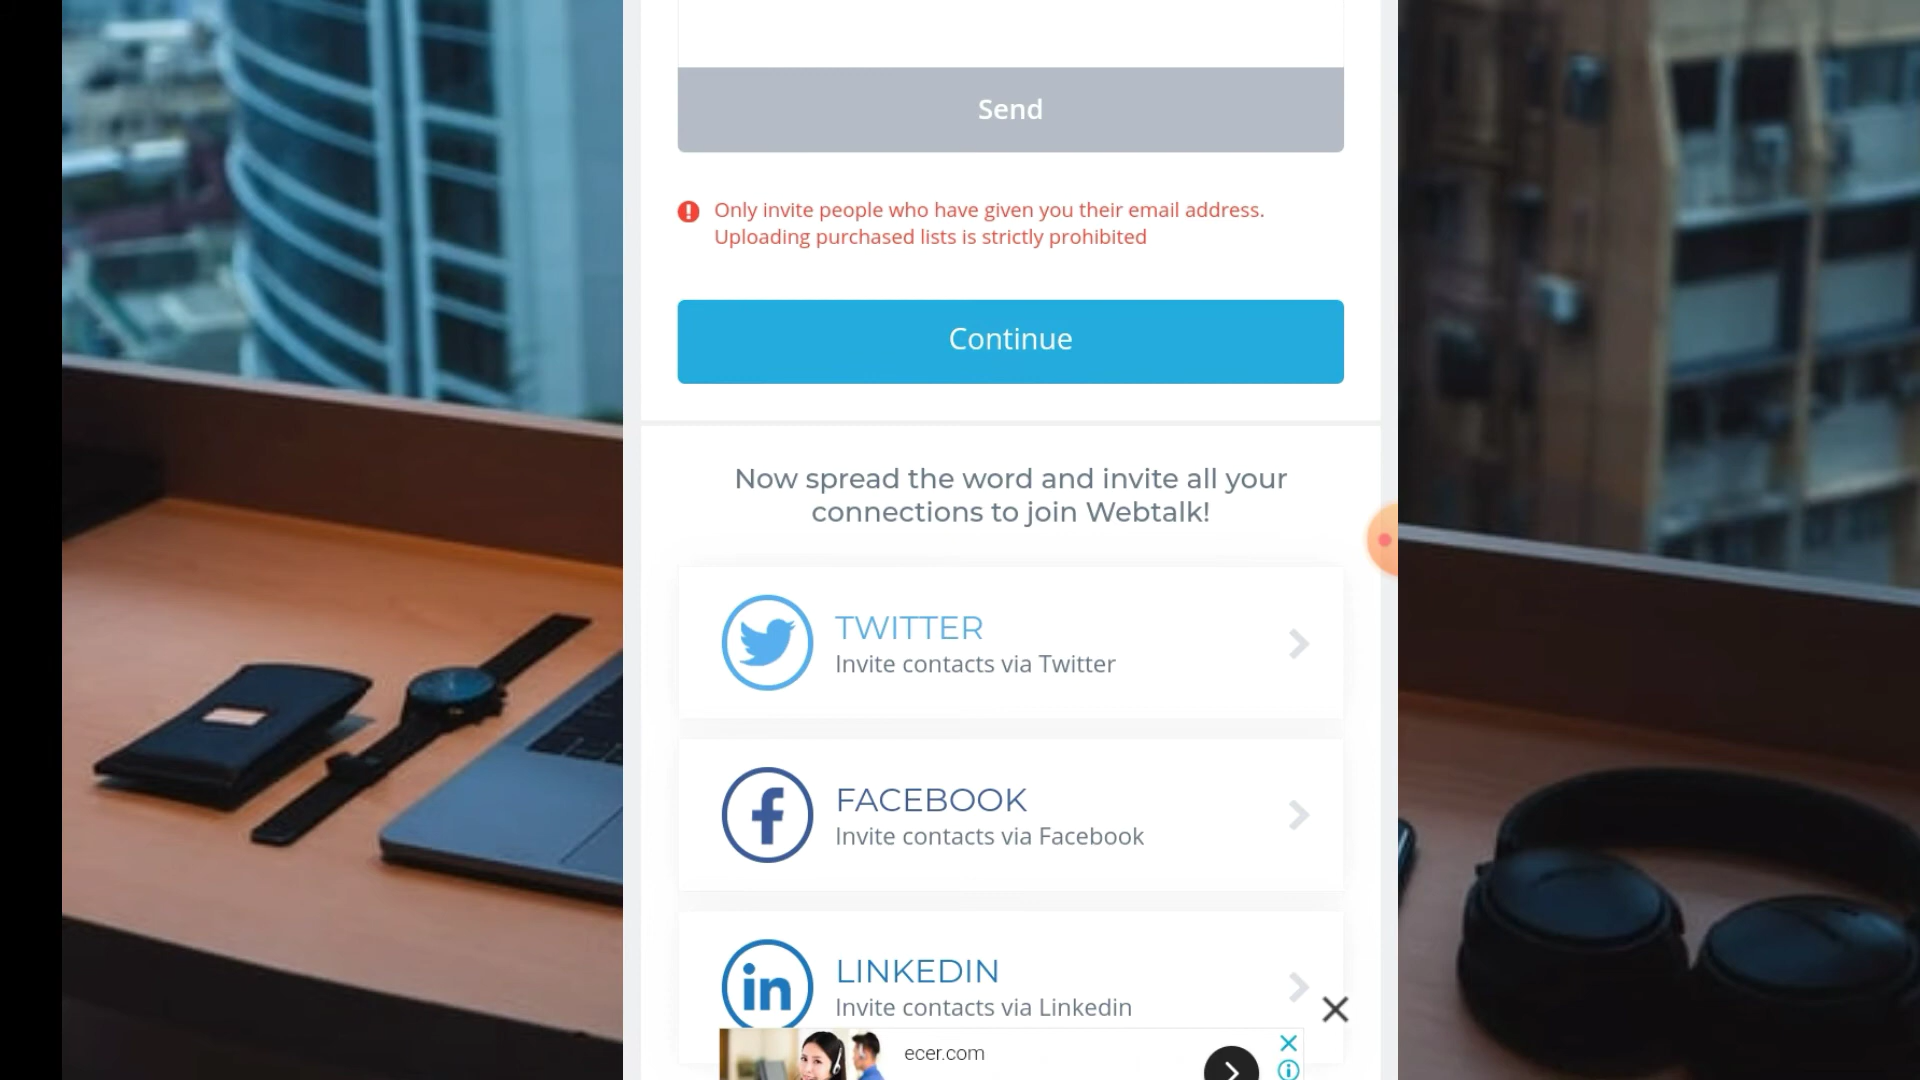 Send
Only invite people who have given you their email address.
Uploading purchased lists is strictly prohibited
Continue
Now spread the word and invite all your
connections to join Webtalk!
TWITTER
Invite contacts via Twitter
FACEBOOK
Invite contacts via Facebook
LINKEDIN
Invite contacts via Linkedin
ecer.com